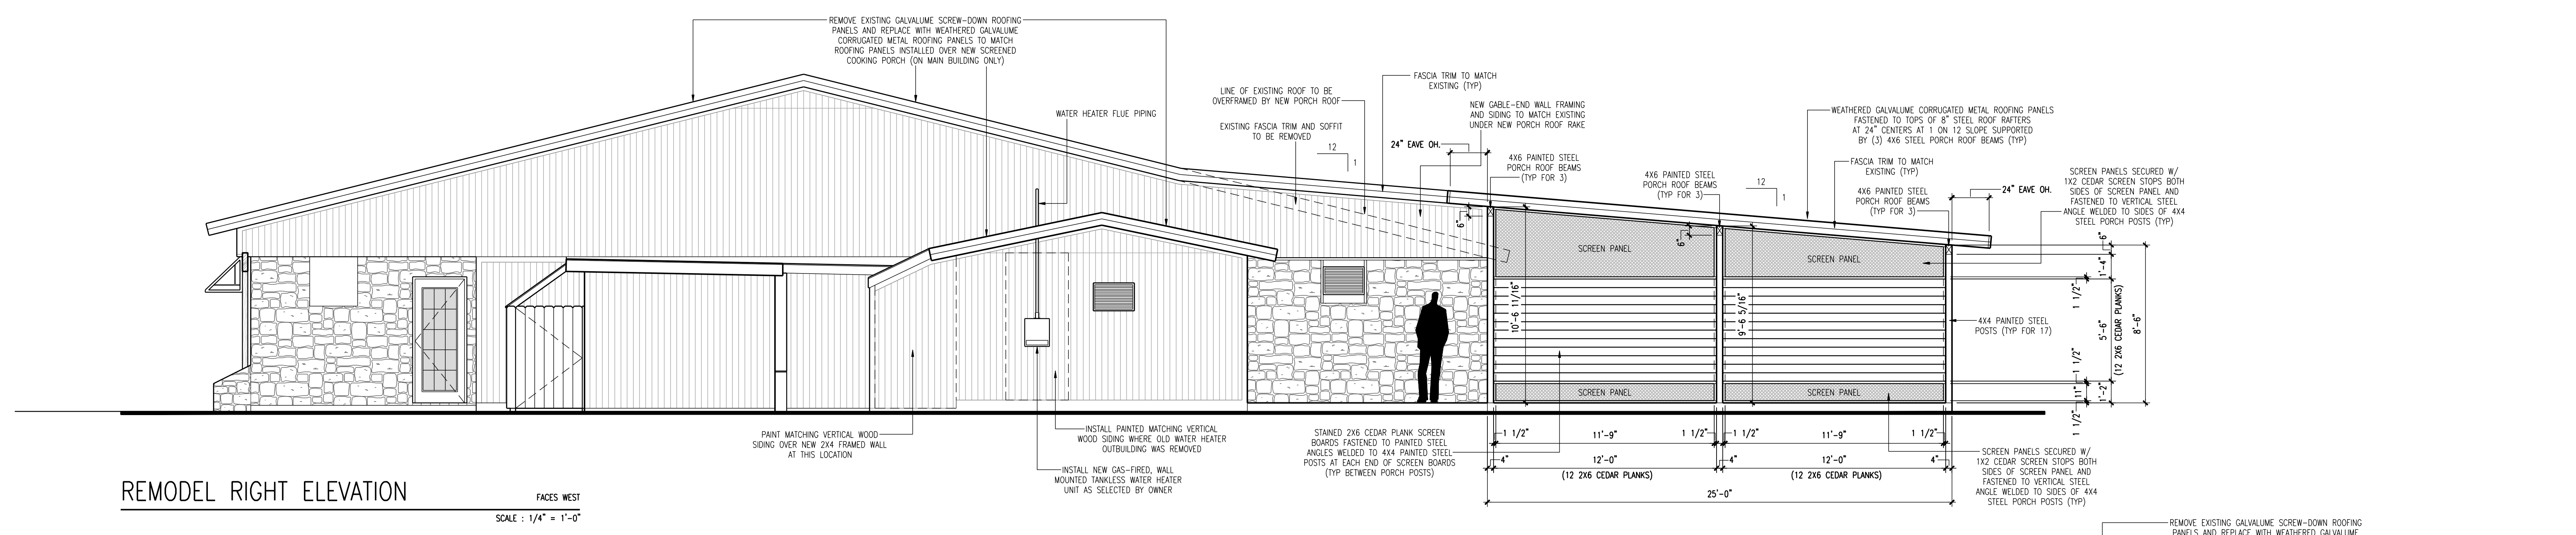 REMOVE EXISTING GALVALUME SCREW-DOWN ROOFING
PANELS AND REPLACE WITH WEATHERED GALVALUME
CORRUGATED METAL ROOFING PANELS TO MATCH
ROOFING PANELS INSTALLED OVER NEW SCREENED
COOKING PORCH (ON MAIN BUILDING ONLY)
WATER HEATER FLUE PIPING
LINE OF EXISTING ROOF TO BE
OVERFRAMED BY NEW PORCH ROOF
EXISTING FASCIA TRIM AND SOFFIT
TO BE REMOVED
12
1
FASCIA TRIM TO MATCH
EXISTING (TYP)
NEW GABLE-END WALL FRAMING
AND SIDING TO MATCH EXISTING
UNDER NEW PORCH ROOF RAKE
24" EAVE OH.
4X6 PAINTED STEEL
PORCH ROOF BEAMS
(TYP FOR 3)
4X6 PAINTED STEEL
PORCH ROOF BEAMS
(TYP FOR 3)
12
1
WEATHERED GALVALUME CORRUGATED METAL ROOFING PANELS
FASTENED TO TOPS OF 8" STEEL ROOF RAFTERS
AT 24" CENTERS AT 1 ON 12 SLOPE SUPPORTED
BY (3) 4X6 STEEL PORCH ROOF BEAMS (TYP)
FASCIA TRIM TO MATCH
EXISTING (TYP)
4X6 PAINTED STEEL
PORCH ROOF BEAMS
(TYP FOR 3)
24" EAVE OH.
SCREEN PANELS SECURED W/
1X2 CEDAR SCREEN STOPS BOTH
SIDES OF SCREEN PANEL AND
FASTENED TO VERTICAL STEEL
ANGLE WELDED TO SIDES OF 4X4
STEEL PORCH POSTS (TYP)
6"
6"
SCREEN PANEL
SCREEN PANEL
10'-6 11/16"
9'-6 5/16"
SCREEN PANEL
SCREEN PANEL
4X4 PAINTED STEEL
POSTS (TYP FOR 17)
6"
1'-4"
1 1/2"
5'-6"
(12 2X6 CEDAR PLANKS)
8'-6"
1 1/2"
11"
1'-2"
1 1/2"
PAINT MATCHING VERTICAL WOOD
SIDING OVER NEW 2X4 FRAMED WALL
AT THIS LOCATION
INSTALL PAINTED MATCHING VERTICAL
WOOD SIDING WHERE OLD WATER HEATER
OUTBUILDING WAS REMOVED
INSTALL NEW GAS-FIRED, WALL
MOUNTED TANKLESS WATER HEATER
UNIT AS SELECTED BY OWNER
STAINED 2X6 CEDAR PLANK SCREEN
BOARDS FASTENED TO PAINTED STEEL
ANGLES WELDED TO 4X4 PAINTED STEEL
POSTS AT EACH END OF SCREEN BOARDS
(TYP BETWEEN PORCH POSTS)
1 1/2" 11'-9" 1 1/2" 1 1/2" 11'-9" 1 1/2"
4" 12'-0" 4" 12'-0" 4"
(12 2X6 CEDAR PLANKS) (12 2X6 CEDAR PLANKS)
25'-0"
SCREEN PANELS SECURED W/
1X2 CEDAR SCREEN STOPS BOTH
SIDES OF SCREEN PANEL AND
FASTENED TO VERTICAL STEEL
ANGLE WELDED TO SIDES OF 4X4
STEEL PORCH POSTS (TYP)
REMODEL RIGHT ELEVATION
FACES WEST
SCALE : 1/4" = 1'-0"
REMOVE EXISTING GALVALUME SCREW-DOWN ROOFING
PANELS AND REPLACE WITH WEATHERED GALVALUME